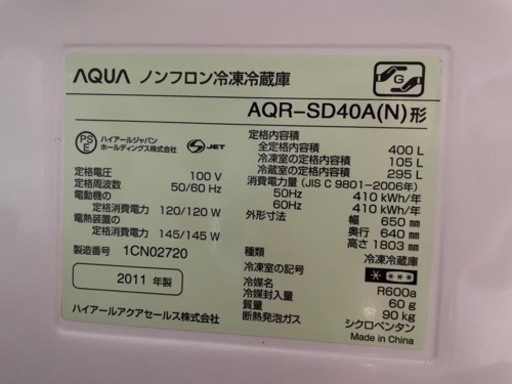 AQUA ノンフロン冷凍冷蔵庫
G
AQR-SD40A(N)形
PSE ハイアールジャパン
ホールディングス株式会社
S JET
定格電圧 100 V
定格周波数 50/60 Hz
電動機の
定格消費電力 120/120 W
電熱装置の
定格消費電力 145/145 W
製造番号 1CN02720
2011 年製
ハイアールアクアセールス株式会社
定格内容積
全定格内容積 400 L
冷凍室の定格内容積 105 L
冷蔵室の定格内容積 295 L
消費電力量 (JIS C 9801-2006年)
50Hz 410 kWh/年
60Hz 410 kWh/年
外形寸法 幅 650 mm
奥行 640 mm
高さ 1803 mm
種類 冷凍冷蔵庫
冷凍室の記号
冷媒名 R600a
冷媒封入量 60 g
質量 90 kg
断熱発泡ガス シクロペンタン
Made in China